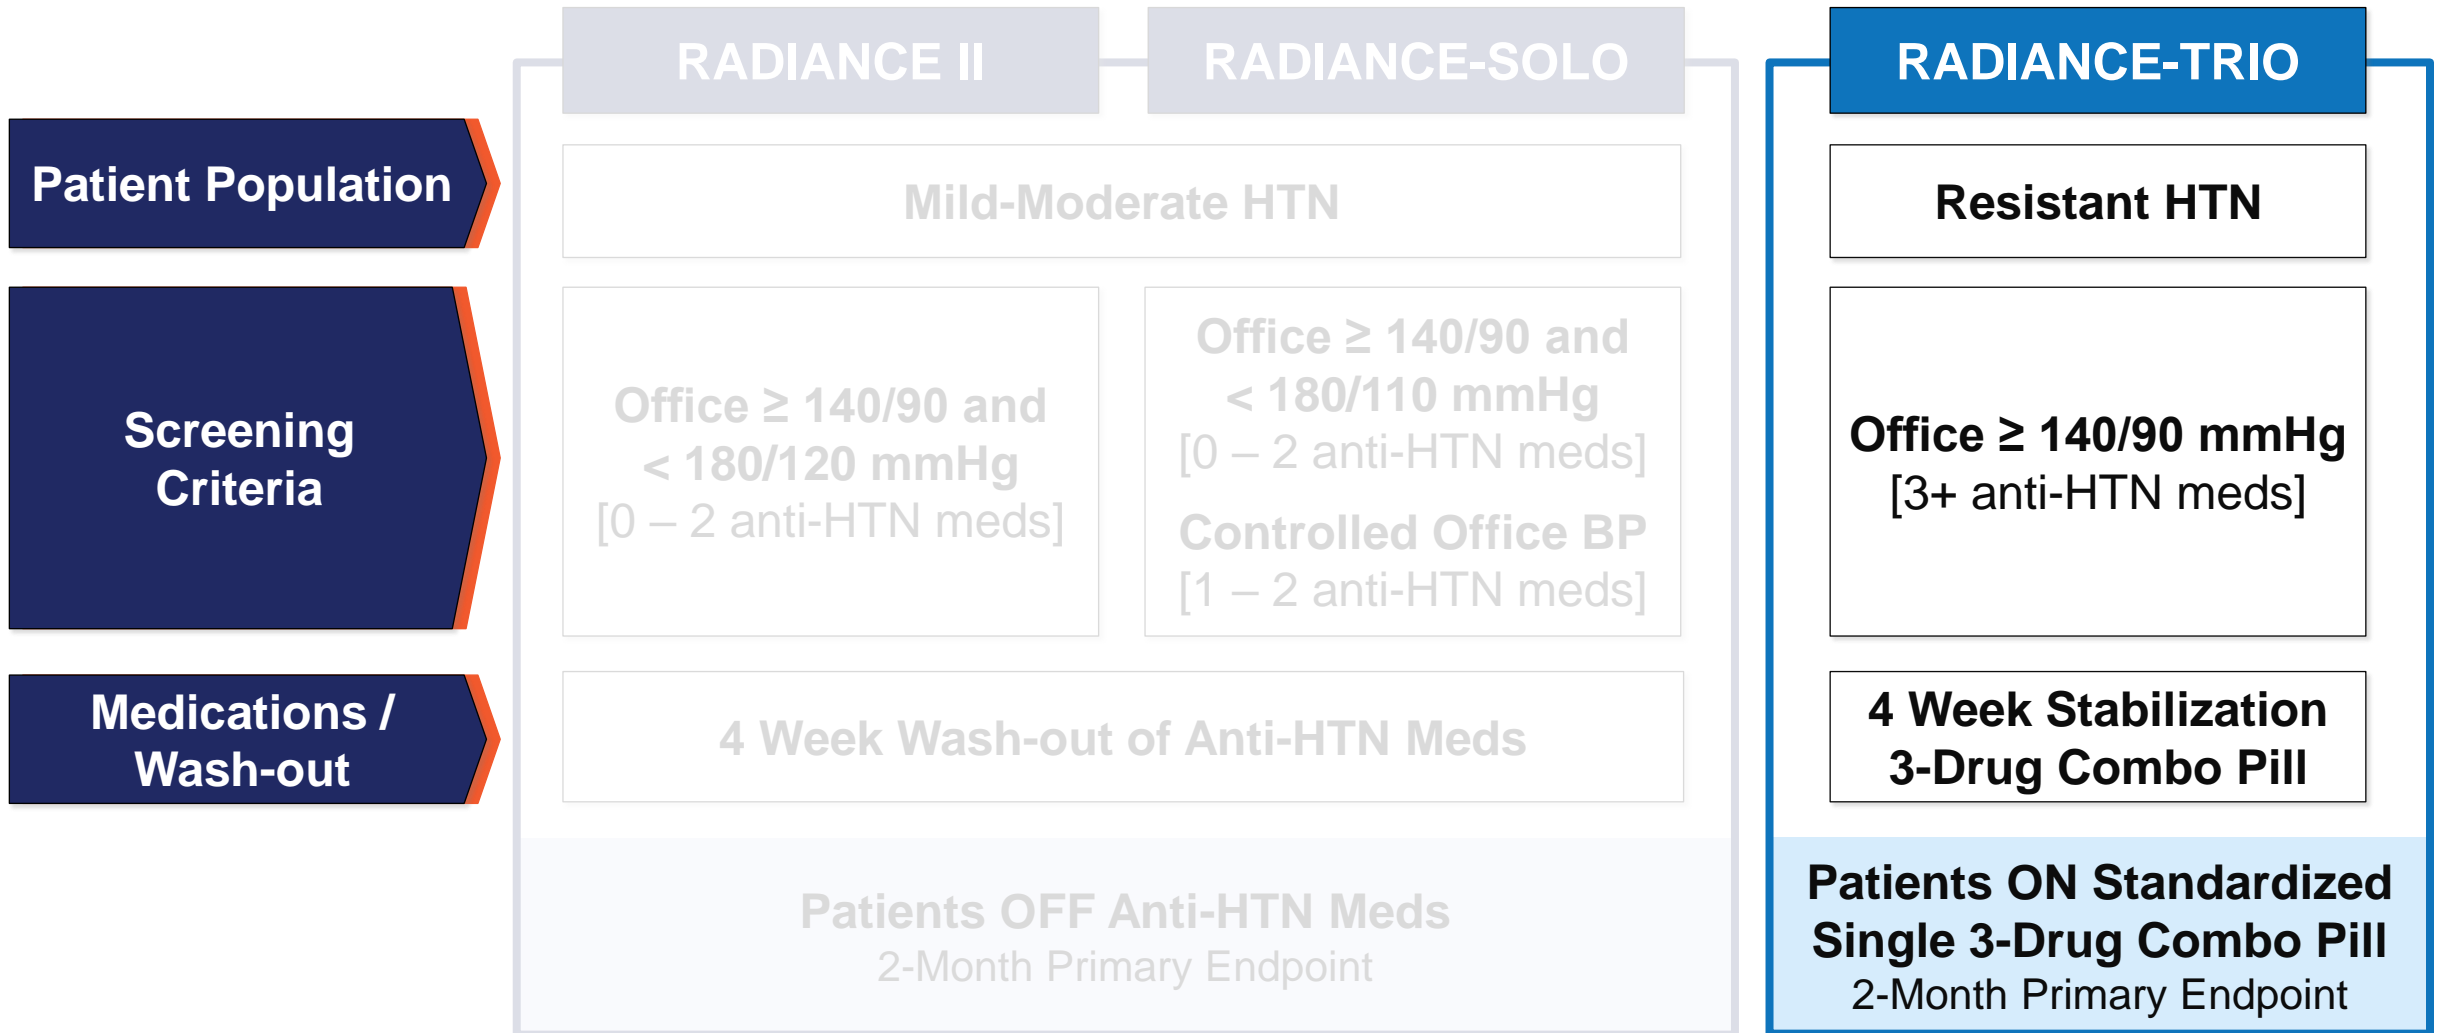 RADIANCE II
RADIANCE-SOLO
RADIANCE-TRIO
Patient Population
Mild-Moderate HTN
Resistant HTN
Screening
Criteria
Office ≥ 140/90 and
< 180/120 mmHg
[0 – 2 anti-HTN meds]
Office ≥ 140/90 and
< 180/110 mmHg
[0 – 2 anti-HTN meds]
Controlled Office BP
[1 – 2 anti-HTN meds]
Office ≥ 140/90 mmHg
[3+ anti-HTN meds]
Medications /
Wash-out
4 Week Wash-out of Anti-HTN Meds
4 Week Stabilization
3-Drug Combo Pill
Patients OFF Anti-HTN Meds
2-Month Primary Endpoint
Patients ON Standardized
Single 3-Drug Combo Pill
2-Month Primary Endpoint